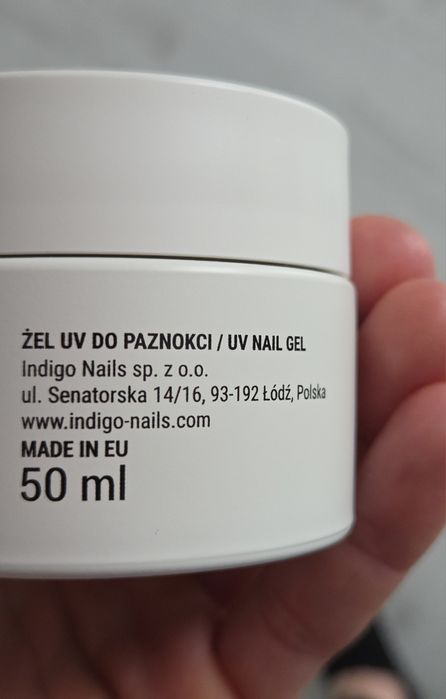 ŻEL UV DO PAZNOKCI / UV NAIL GEL
Indigo Nails sp. z o.o.
ul. Senatorska 14/16, 93-192 Łódź, Polska
www.indigo-nails.com
MADE IN EU
50 ml